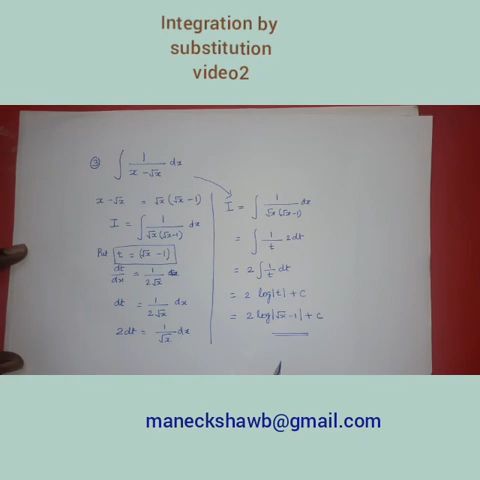 Integration by
substitution
video2
③ ∫ 1/(x - √x) dx
x - √x = √x (√x - 1)
I = ∫ 1/(√x (√x - 1)) dx
Put t = (√x - 1)
dt/dx = 1/(2√x)
dt = 1/(2√x) dx
2dt = 1/√x dx
I = ∫ 1/(√x (√x - 1)) dx
= ∫ 1/t 2dt
= 2 ∫ 1/t dt
= 2 log|t| + c
= 2 log|√x - 1| + c
maneckshawb@gmail.com